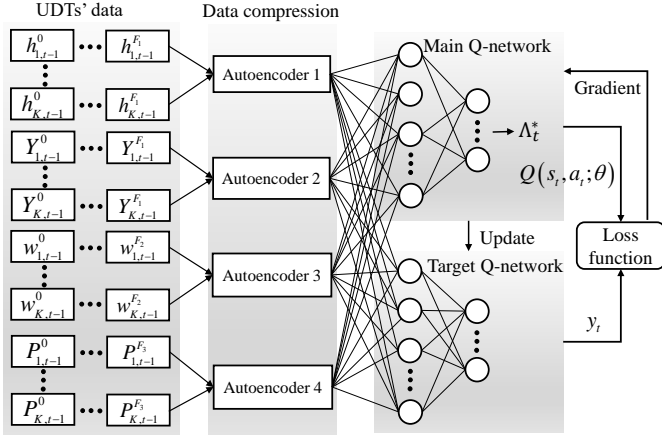 UDTs' data
Data compression
h^0_{1,t-1} h^{F_1}_{1,t-1}
h^0_{K,t-1} h^{F_1}_{K,t-1}
Y^0_{1,t-1} Y^{F_1}_{1,t-1}
Y^0_{K,t-1} Y^{F_1}_{K,t-1}
w^0_{1,t-1} w^{F_2}_{1,t-1}
w^0_{K,t-1} w^{F_2}_{K,t-1}
P^0_{1,t-1} P^{F_3}_{1,t-1}
P^0_{K,t-1} P^{F_3}_{K,t-1}
Autoencoder 1
Autoencoder 2
Autoencoder 3
Autoencoder 4
Main Q-network
Λ^*_t
Gradient
Q(s_t, a_t; θ)
Update
Loss
function
Target Q-network
y_t